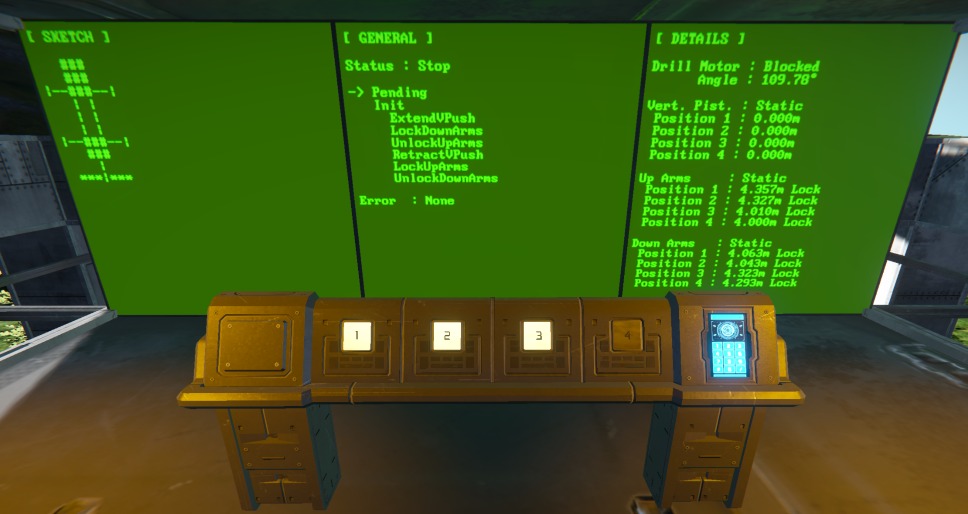 [ SKETCH ]
###
###
|--###--|
| |
| |
| |
|--###--|
###
|
***|***
[ GENERAL ]
Status : Stop
-> Pending
Init
ExtendVPush
LockDownArms
UnlockUpArms
RetractVPush
LockUpArms
UnlockDownArms
Error : None
[ DETAILS ]
Drill Motor : Blocked
Angle : 109.78°
Vert. Pist. : Static
Position 1 : 0.000m
Position 2 : 0.000m
Position 3 : 0.000m
Position 4 : 0.000m
Up Arms : Static
Position 1 : 4.357m Lock
Position 2 : 4.327m Lock
Position 3 : 4.010m Lock
Position 4 : 4.000m Lock
Down Arms : Static
Position 1 : 4.063m Lock
Position 2 : 4.043m Lock
Position 3 : 4.323m Lock
Position 4 : 4.293m Lock
1
2
3
4